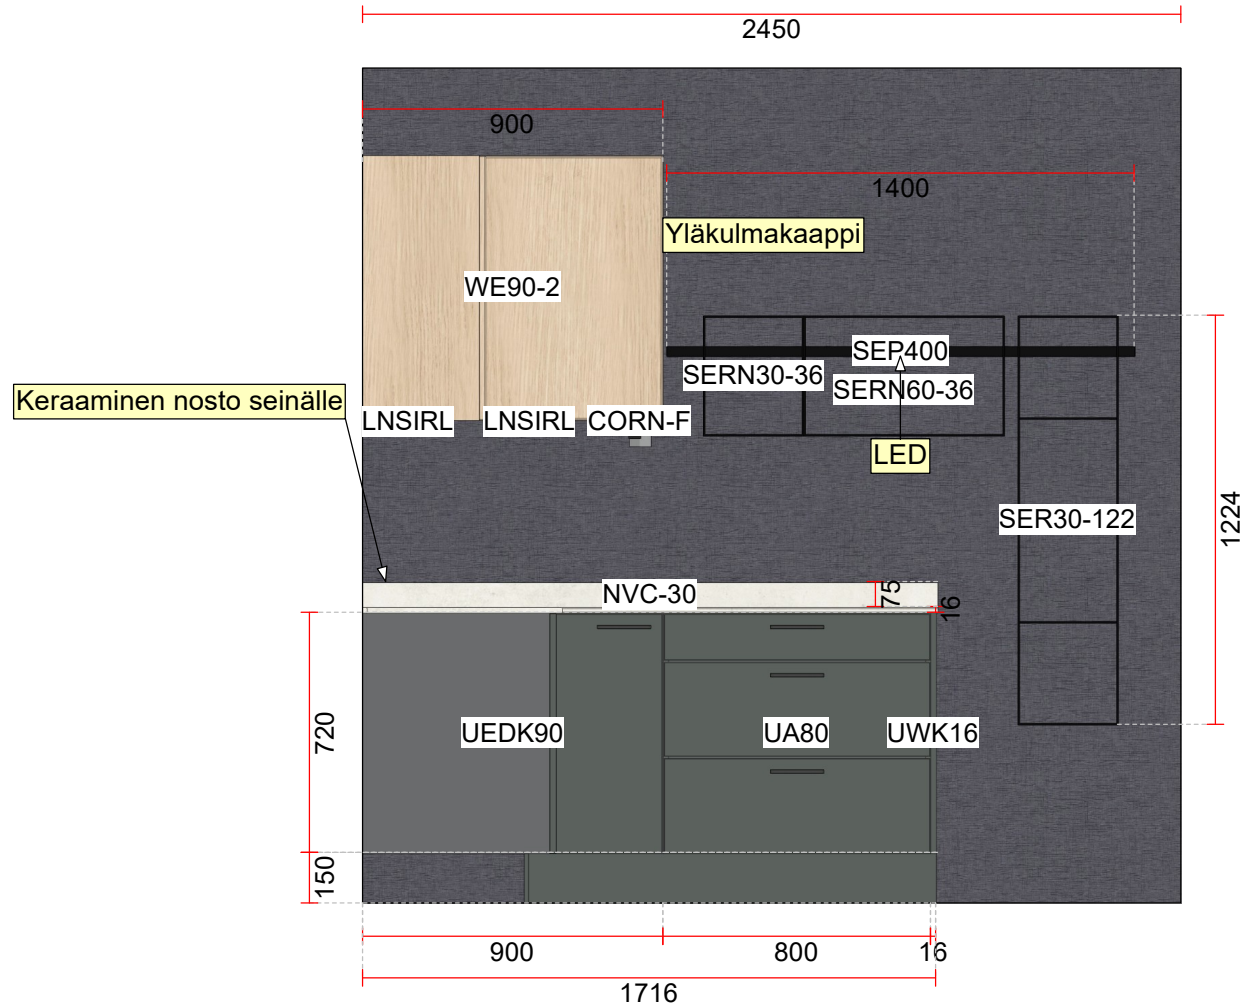 2450
900
1400
Yläkulmakaappi
WE90-2
SEP400
SERN30-36
SERN60-36
Keraaminen nosto seinälle
LNSIRL
LNSIRL
CORN-F
LED
SER30-122
1224
NVC-30
75
16
720
UEDK90
UA80
UWK16
150
900
800
16
1716